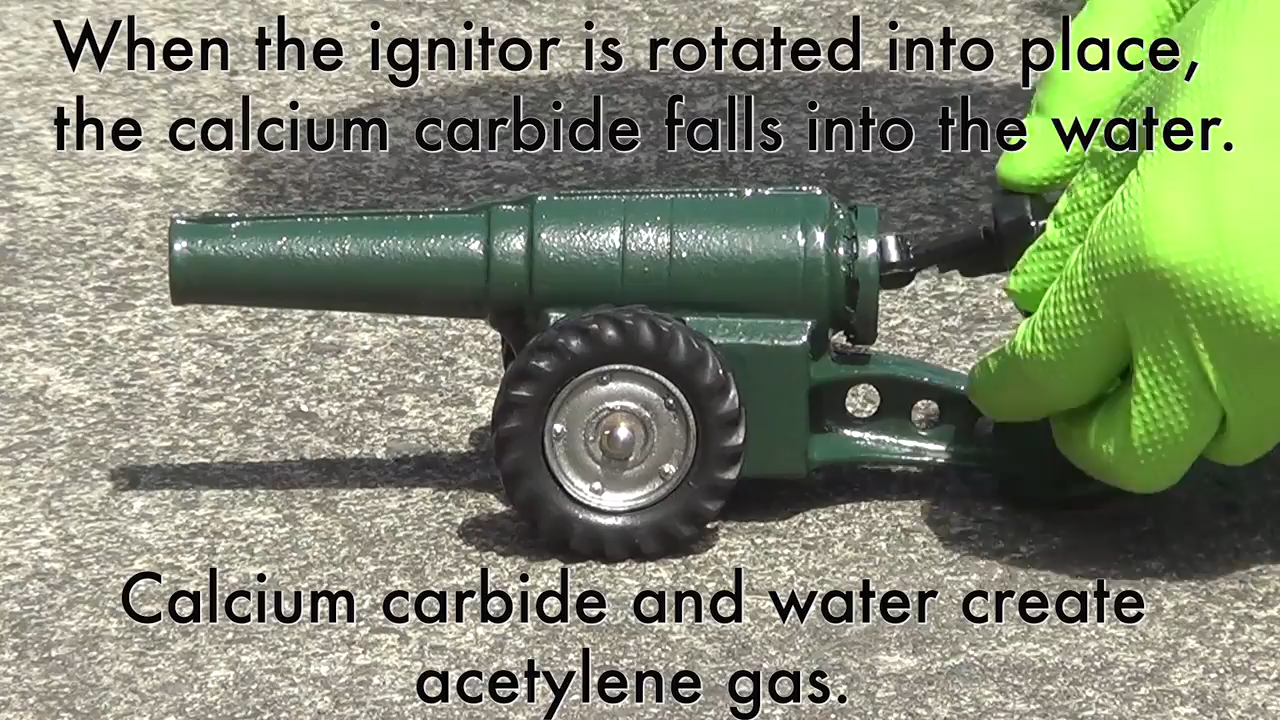 When the ignitor is rotated into place,
the calcium carbide falls into the water.
Calcium carbide and water create
acetylene gas.